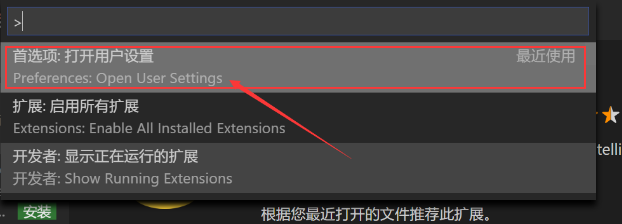 >
首选项: 打开用户设置 最近使用
Preferences: Open User Settings
扩展: 启用所有扩展
Extensions: Enable All Installed Extensions
开发者: 显示正在运行的扩展
开发者: Show Running Extensions
telli
安装
根据您最近打开的文件推荐此扩展。